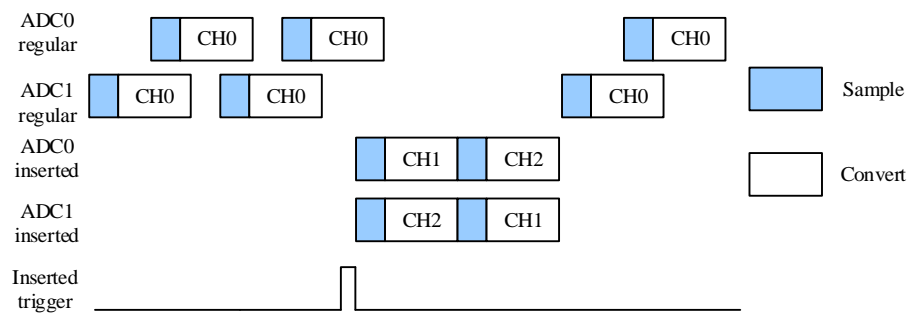 ADC0
regular
CH0
CH0
CH0
ADC1
regular
CH0
CH0
CH0
Sample
ADC0
inserted
CH1
CH2
Convert
ADC1
inserted
CH2
CH1
Inserted
trigger